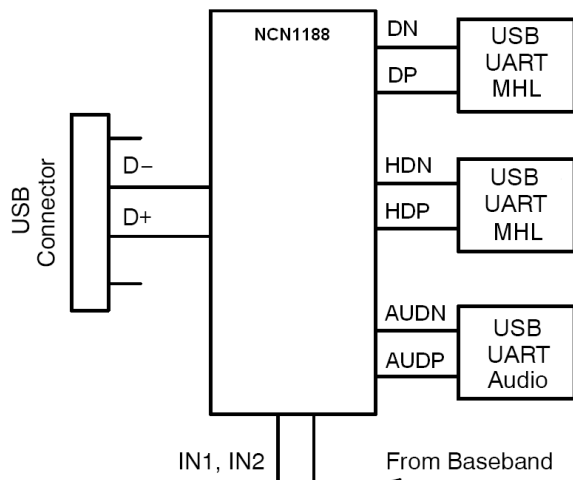 NCN1188
DN
DP
USB
UART
MHL
USB
Connector
D−
D+
HDN
HDP
USB
UART
MHL
AUDN
AUDP
USB
UART
Audio
IN1, IN2
From Baseband